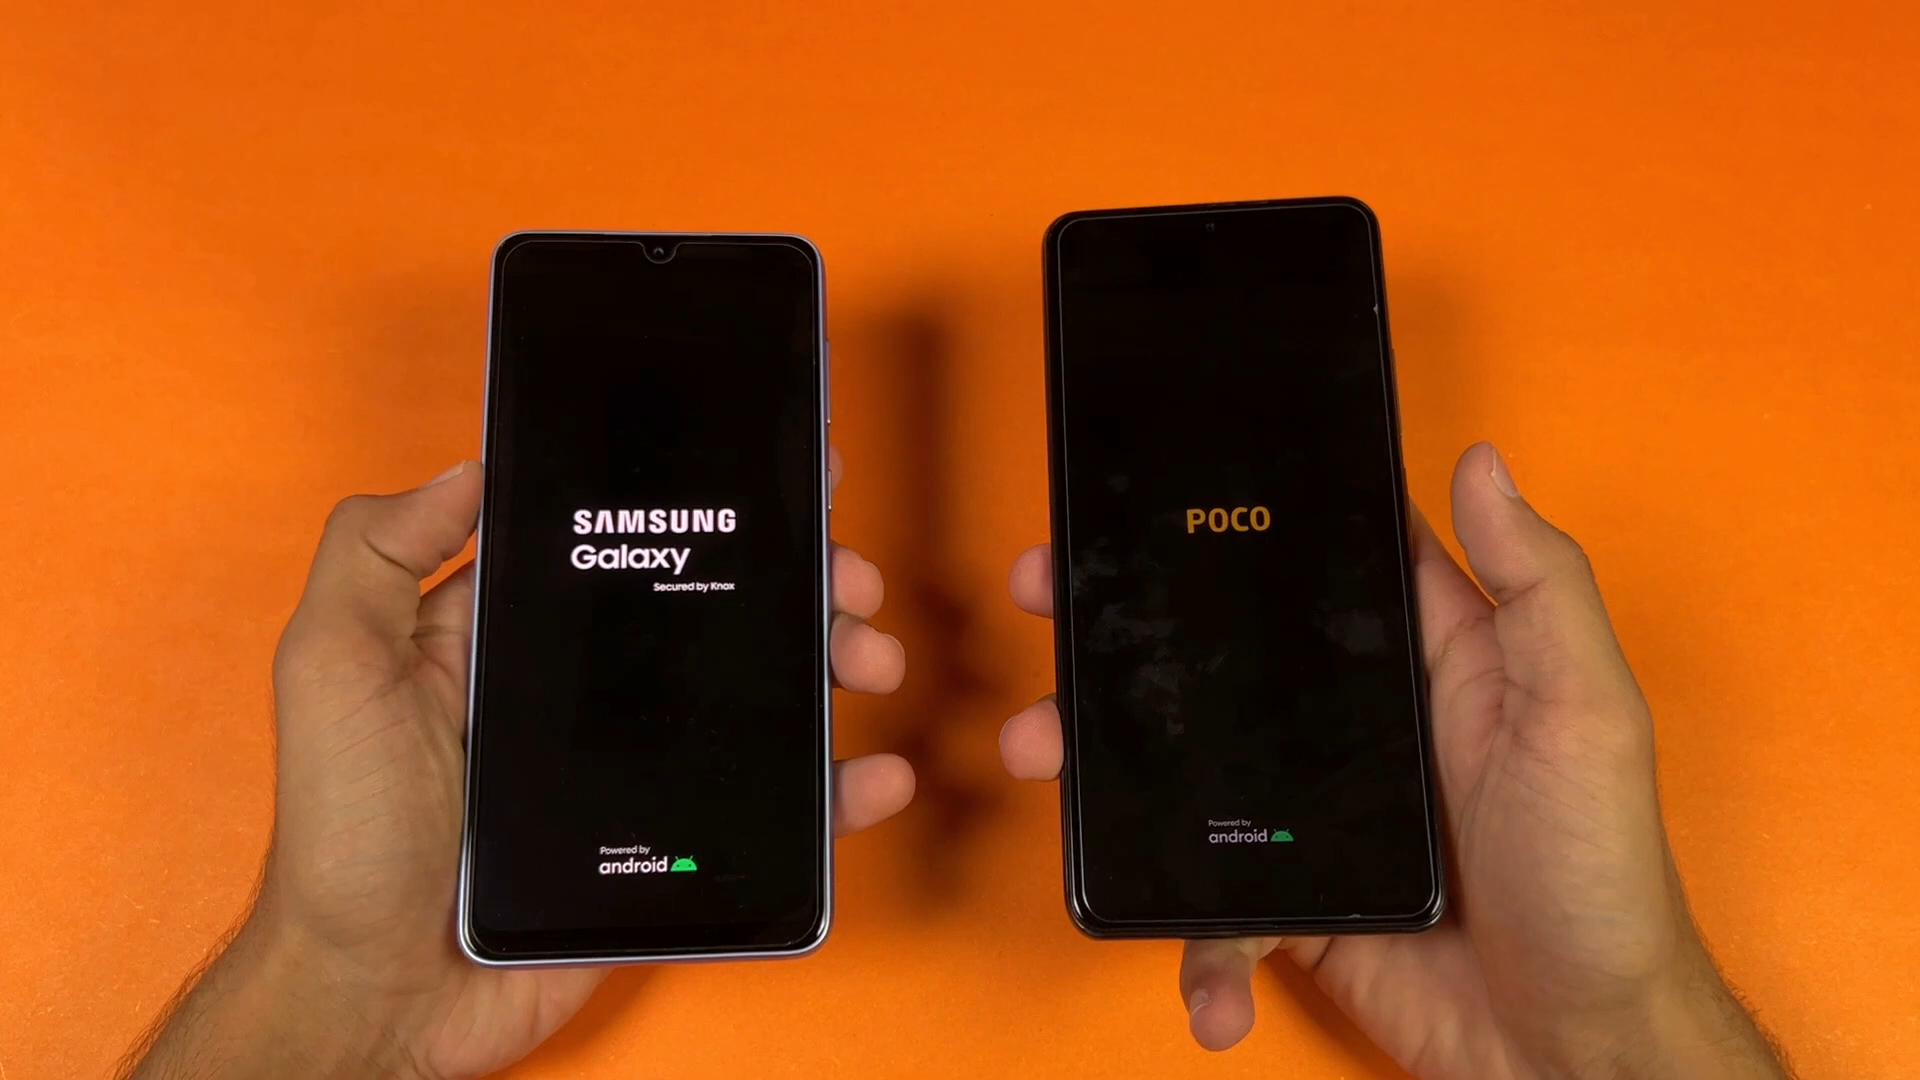 SAMSUNG
Galaxy
Secured by Knox
Powered by
android
POCO
Powered by
android